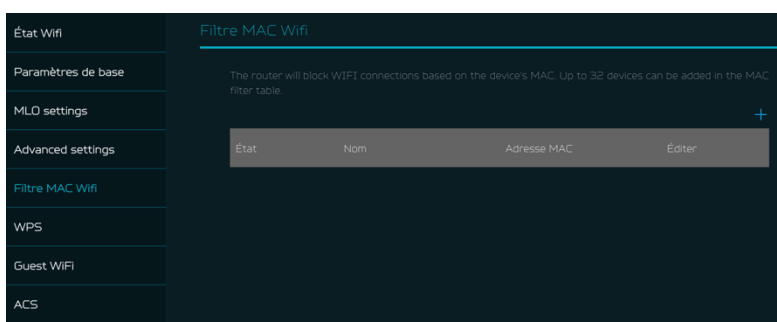 État Wifi
Paramètres de base
MLO settings
Advanced settings
Filtre MAC Wifi
WPS
Guest WiFi
ACS
Filtre MAC Wifi
The router will block WIFI connections based on the device's MAC. Up to 32 devices can be added in the MAC
filter table.
+
État Nom Adresse MAC Éditer